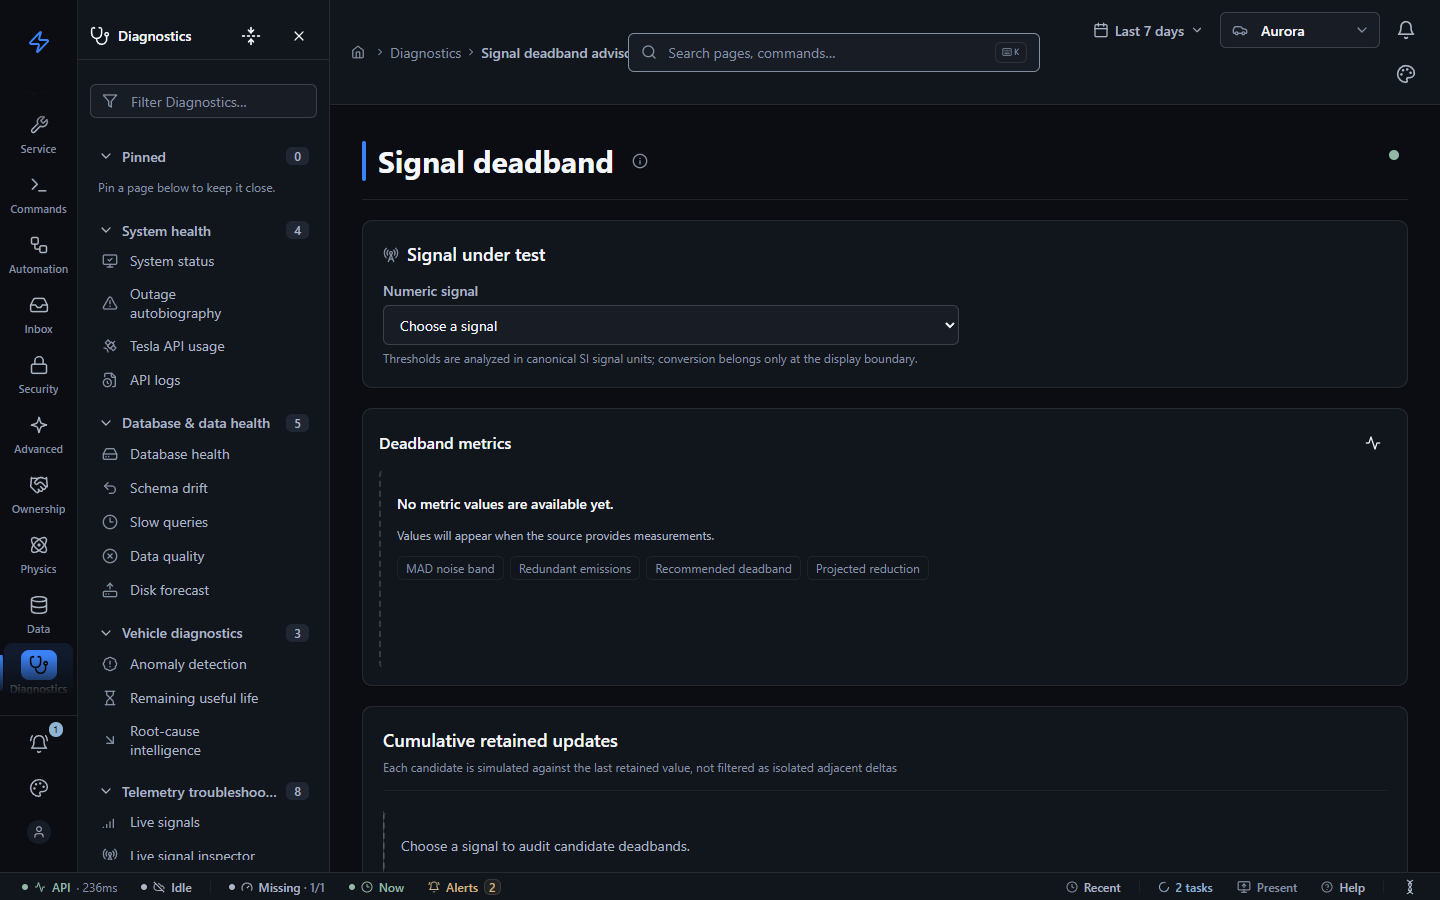 Diagnostics
Diagnostics
Signal deadband adviso
Search pages, commands...
K
Last 7 days
Aurora
Service
Commands
Automation
Inbox
Security
Advanced
Ownership
Physics
Data
Diagnostics
1
Filter Diagnostics...
Pinned
0
Pin a page below to keep it close.
System health
4
System status
Outage
autobiography
Tesla API usage
API logs
Database & data health
5
Database health
Schema drift
Slow queries
Data quality
Disk forecast
Vehicle diagnostics
3
Anomaly detection
Remaining useful life
Root-cause
intelligence
Telemetry troubleshoo...
8
Live signals
Live signal inspector
Signal deadband
Signal under test
Numeric signal
Choose a signal
Thresholds are analyzed in canonical SI signal units; conversion belongs only at the display boundary.
Deadband metrics
No metric values are available yet.
Values will appear when the source provides measurements.
MAD noise band
Redundant emissions
Recommended deadband
Projected reduction
Cumulative retained updates
Each candidate is simulated against the last retained value, not filtered as isolated adjacent deltas
Choose a signal to audit candidate deadbands.
API · 236ms
Idle
Missing · 1/1
Now
Alerts 2
Recent
2 tasks
Present
Help